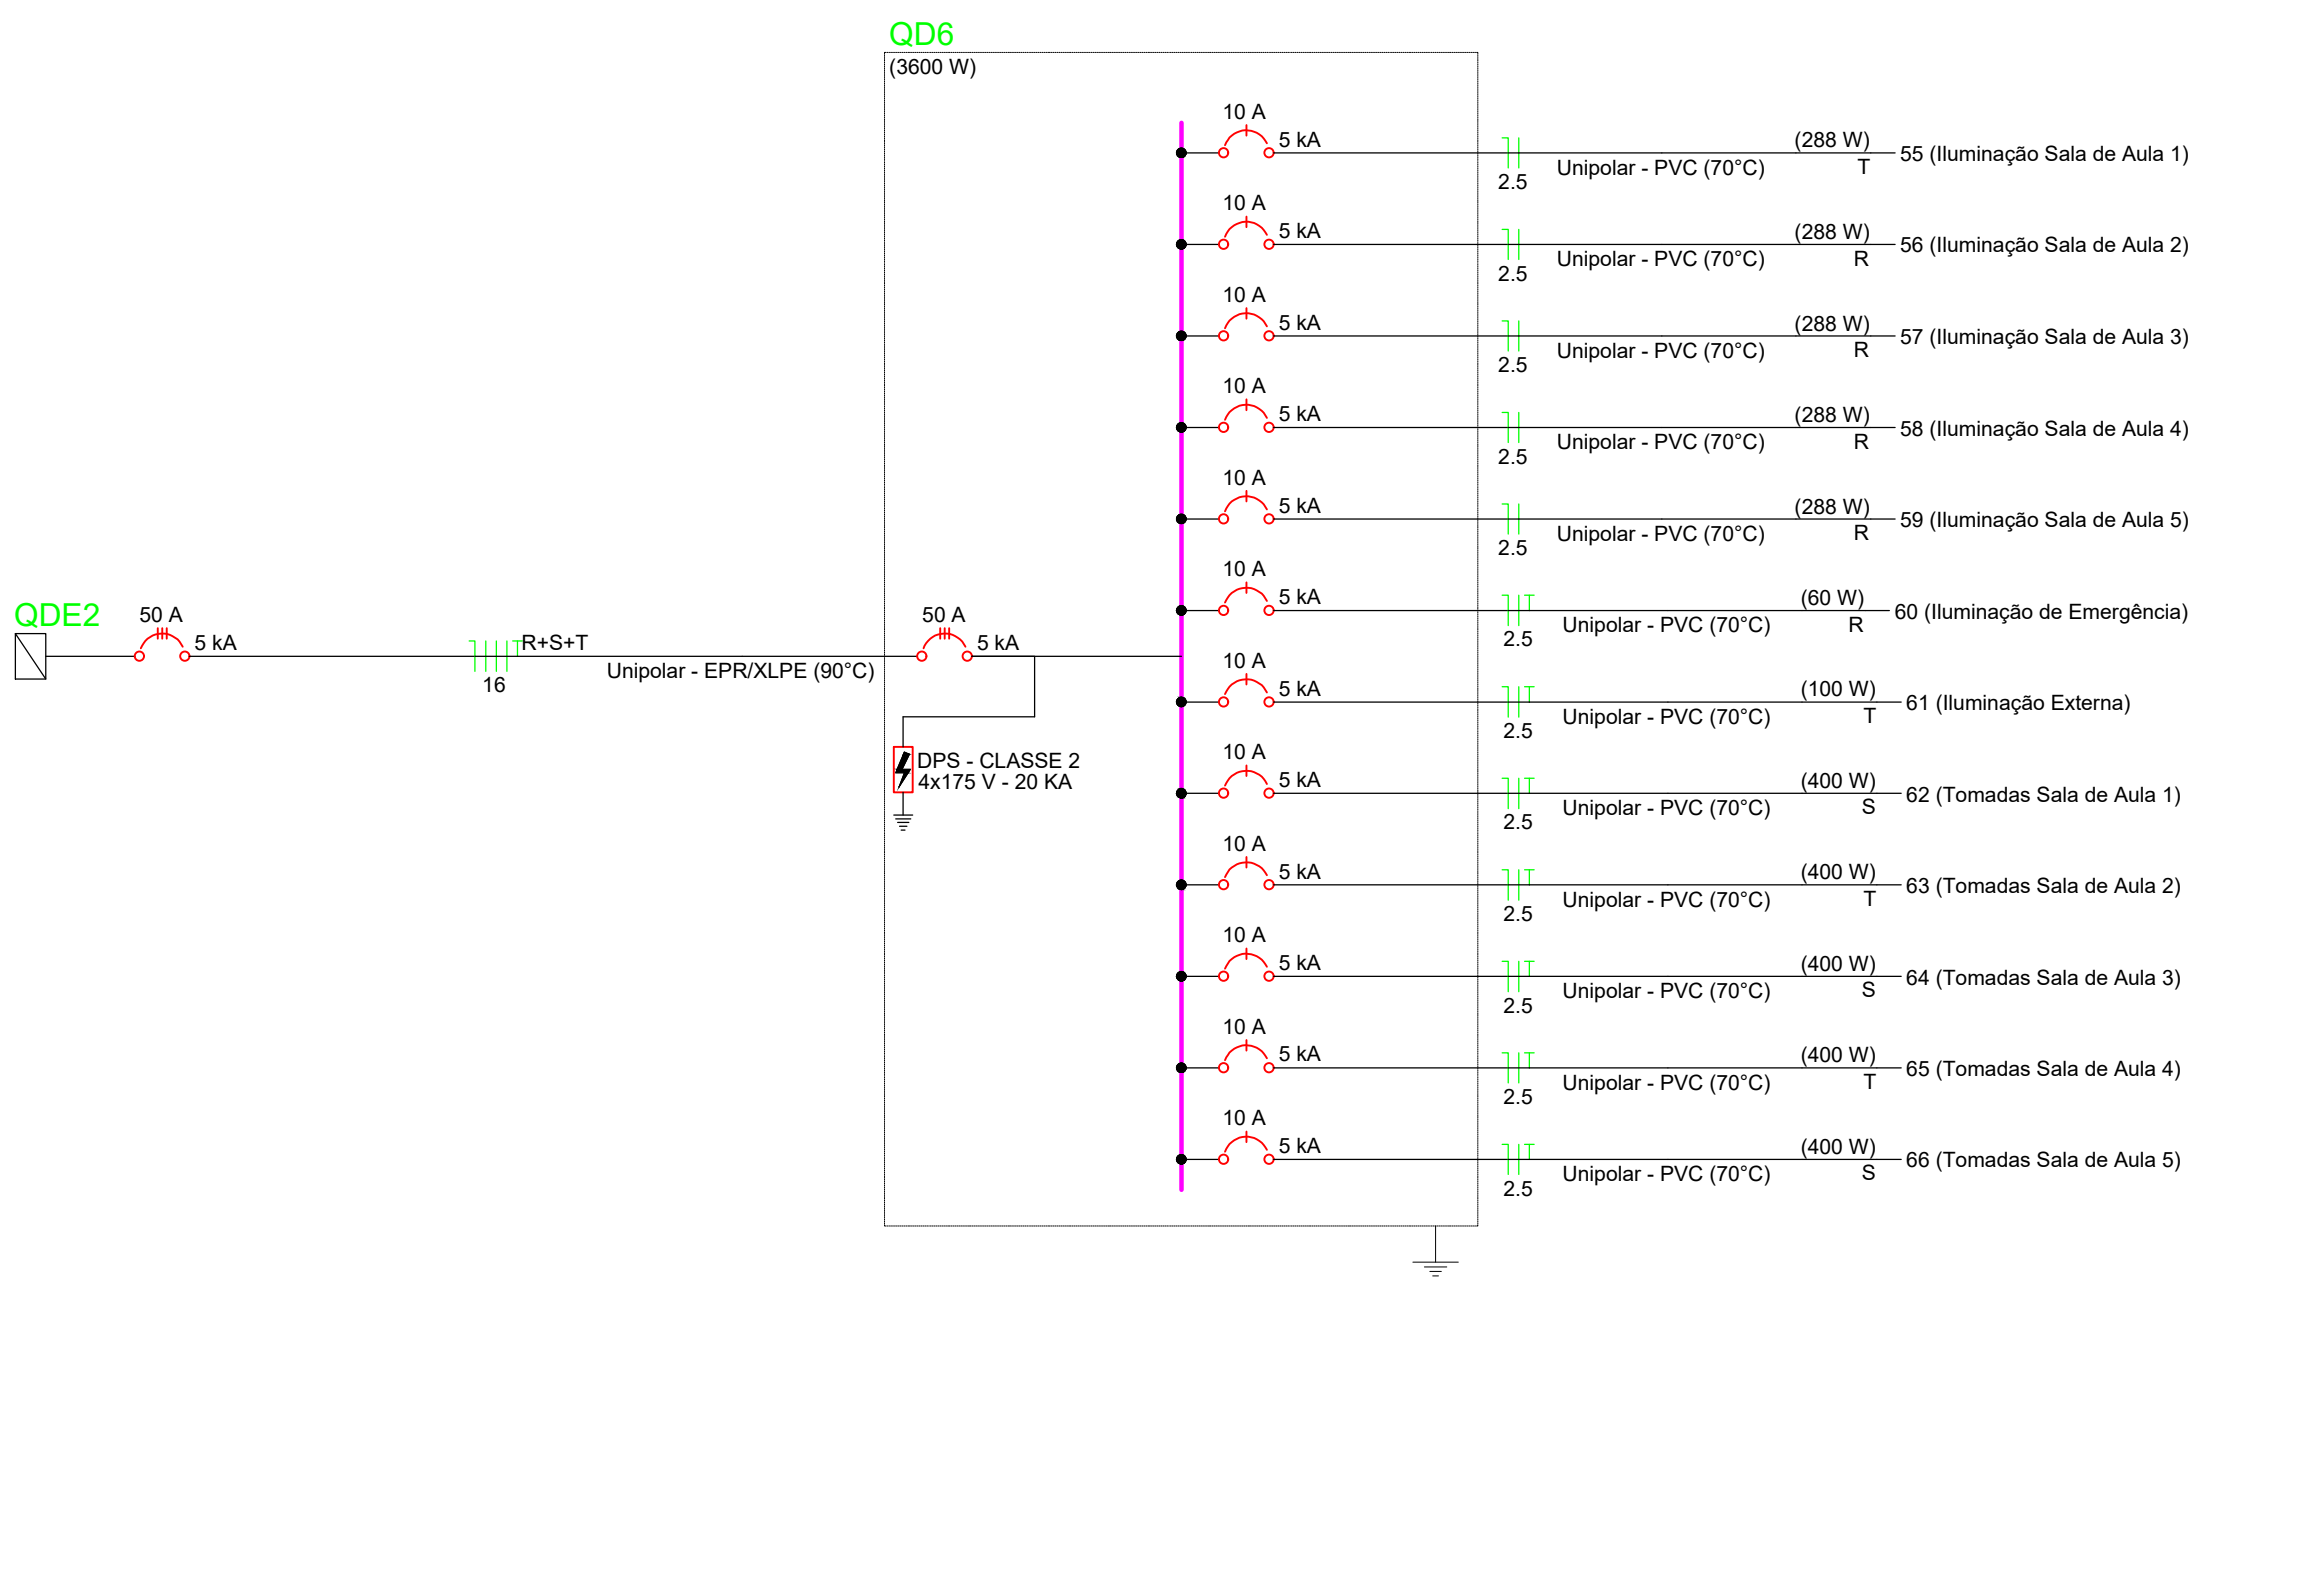 QD6
(3600 W)
10 A
5 kA
2.5
Unipolar - PVC (70°C)
(288 W)
T
55 (Iluminação Sala de Aula 1)
10 A
5 kA
2.5
Unipolar - PVC (70°C)
(288 W)
R
56 (Iluminação Sala de Aula 2)
10 A
5 kA
2.5
Unipolar - PVC (70°C)
(288 W)
R
57 (Iluminação Sala de Aula 3)
10 A
5 kA
2.5
Unipolar - PVC (70°C)
(288 W)
R
58 (Iluminação Sala de Aula 4)
10 A
5 kA
2.5
Unipolar - PVC (70°C)
(288 W)
R
59 (Iluminação Sala de Aula 5)
10 A
5 kA
2.5
Unipolar - PVC (70°C)
(60 W)
R
60 (Iluminação de Emergência)
QDE2
50 A
5 kA
R+S+T
16
Unipolar - EPR/XLPE (90°C)
50 A
5 kA
DPS - CLASSE 2
4x175 V - 20 KA
10 A
5 kA
2.5
Unipolar - PVC (70°C)
(100 W)
T
61 (Iluminação Externa)
10 A
5 kA
2.5
Unipolar - PVC (70°C)
(400 W)
S
62 (Tomadas Sala de Aula 1)
10 A
5 kA
2.5
Unipolar - PVC (70°C)
(400 W)
T
63 (Tomadas Sala de Aula 2)
10 A
5 kA
2.5
Unipolar - PVC (70°C)
(400 W)
S
64 (Tomadas Sala de Aula 3)
10 A
5 kA
2.5
Unipolar - PVC (70°C)
(400 W)
T
65 (Tomadas Sala de Aula 4)
10 A
5 kA
2.5
Unipolar - PVC (70°C)
(400 W)
S
66 (Tomadas Sala de Aula 5)